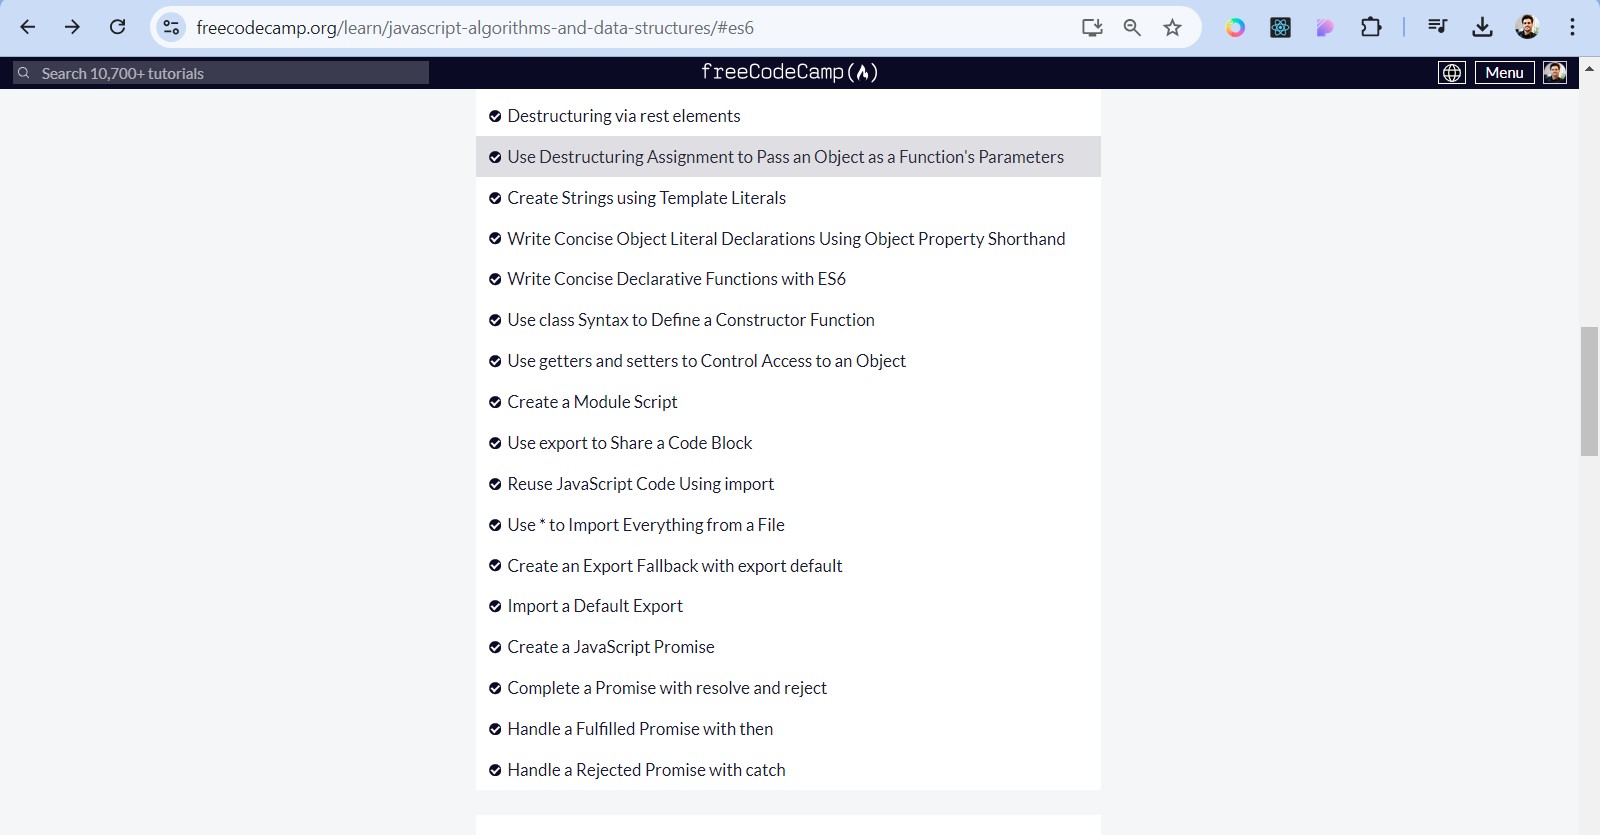 freecodecamp.org/learn/javascript-algorithms-and-data-structures/#es6
Search 10,700+ tutorials
freeCodeCamp
Menu
Destructuring via rest elements
Use Destructuring Assignment to Pass an Object as a Function's Parameters
Create Strings using Template Literals
Write Concise Object Literal Declarations Using Object Property Shorthand
Write Concise Declarative Functions with ES6
Use class Syntax to Define a Constructor Function
Use getters and setters to Control Access to an Object
Create a Module Script
Use export to Share a Code Block
Reuse JavaScript Code Using import
Use * to Import Everything from a File
Create an Export Fallback with export default
Import a Default Export
Create a JavaScript Promise
Complete a Promise with resolve and reject
Handle a Fulfilled Promise with then
Handle a Rejected Promise with catch